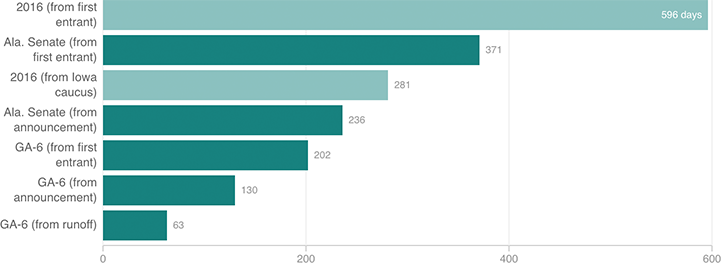 2016 (from first
entrant)
596 days
Ala. Senate (from
first entrant)
371
2016 (from Iowa
caucus)
281
Ala. Senate (from
announcement)
236
GA-6 (from first
entrant)
202
GA-6 (from
announcement)
130
GA-6 (from runoff)
63
0
200
400
600